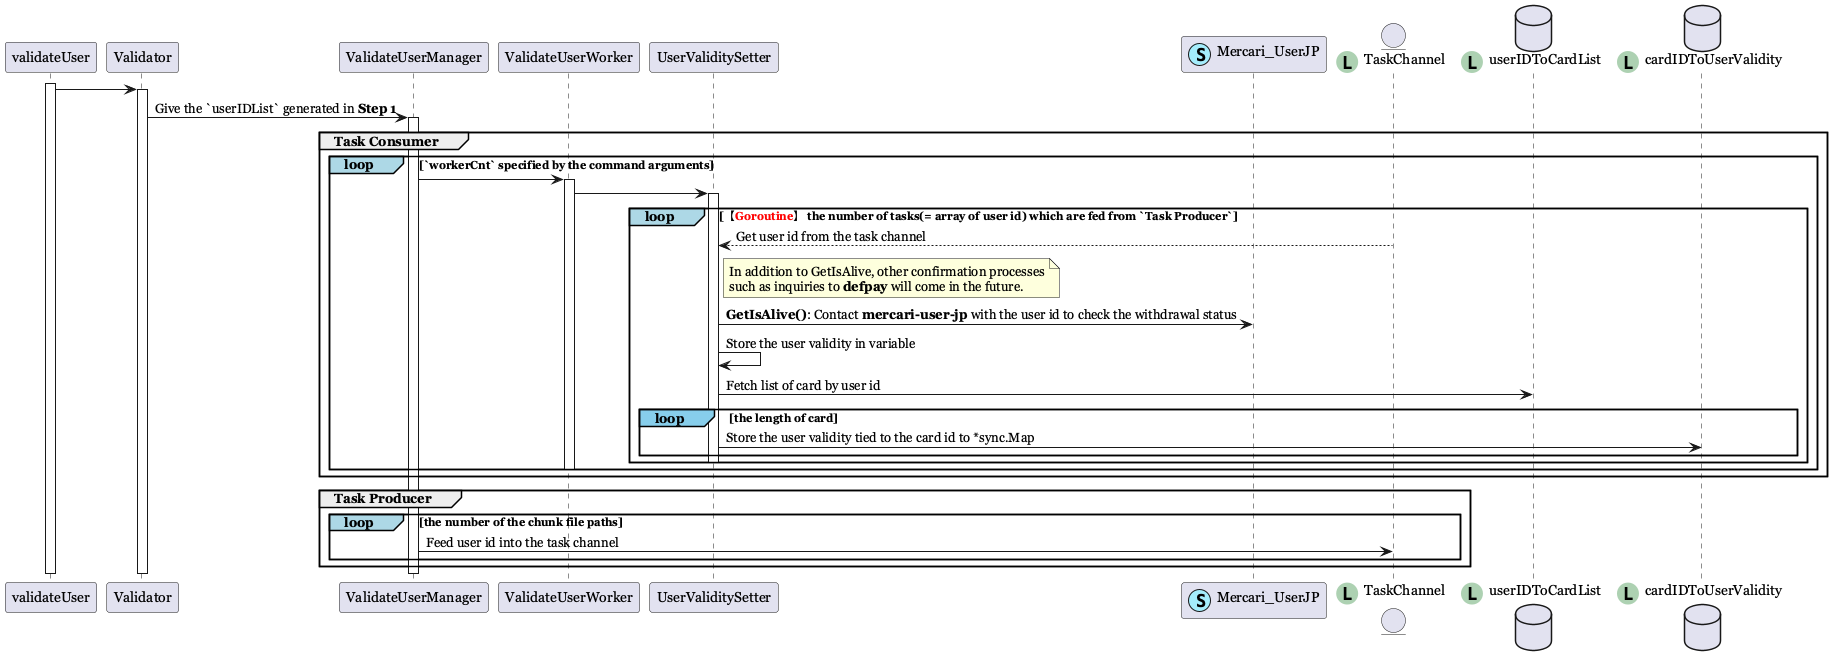 validateUser
Validator
ValidateUserManager
ValidateUserWorker
UserValiditySetter
S Mercari_UserJP
L TaskChannel
L userIDToCardList
L cardIDToUserValidity
Give the `userIDList` generated in Step 1
Task Consumer
loop [`workerCnt` specified by the command arguments]
loop [【Goroutine】 the number of tasks(= array of user id) which are fed from `Task Producer`]
Get user id from the task channel
In addition to GetIsAlive, other confirmation processes
such as inquiries to defpay will come in the future.
GetIsAlive(): Contact mercari-user-jp with the user id to check the withdrawal status
Store the user validity in variable
Fetch list of card by user id
loop [the length of card]
Store the user validity tied to the card id to *sync.Map
Task Producer
loop [the number of the chunk file paths]
Feed user id into the task channel
validateUser
Validator
ValidateUserManager
ValidateUserWorker
UserValiditySetter
S Mercari_UserJP
L TaskChannel
L userIDToCardList
L cardIDToUserValidity